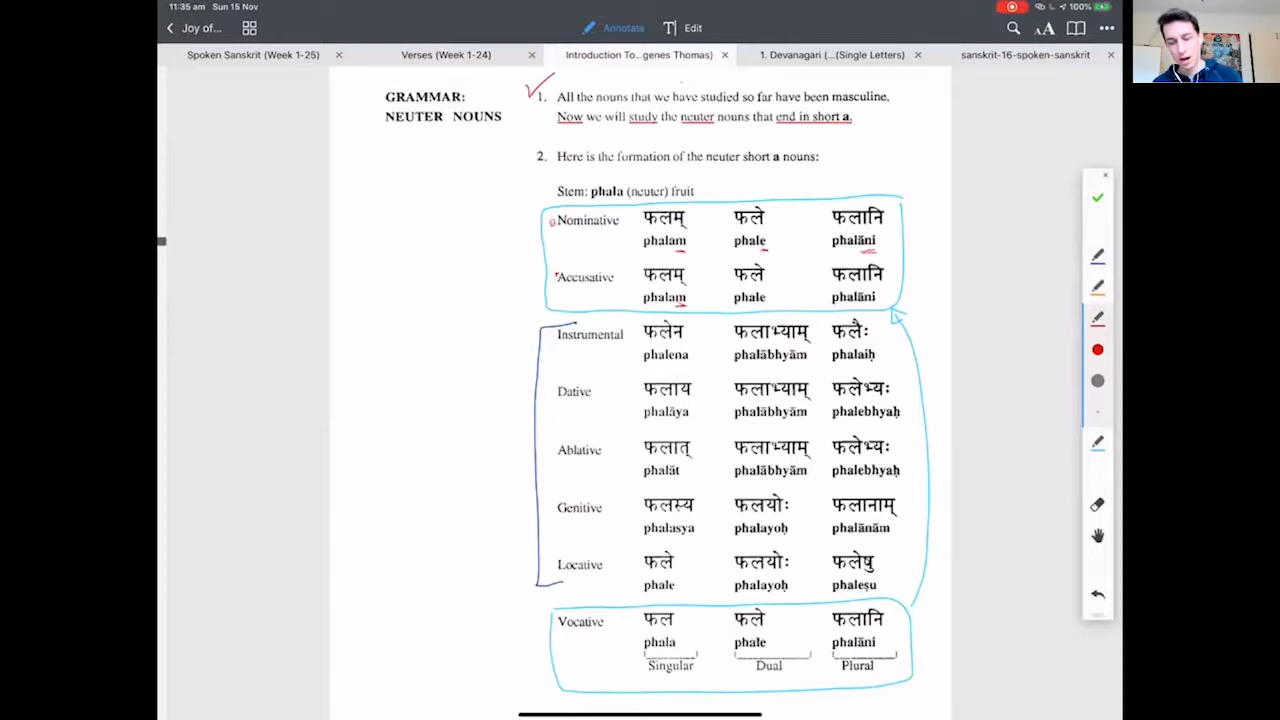 11:35 am Sun 15 Nov
100%
Joy of...
Annotate
Edit
Spoken Sanskrit (Week 1-25)
Verses (Week 1-24)
Introduction To...genes Thomas)
1. Devanagari (...(Single Letters)
sanskrit-16-spoken-sanskrit
GRAMMAR:
NEUTER NOUNS
1. All the nouns that we have studied so far have been masculine.
Now we will study the neuter nouns that end in short a.
2. Here is the formation of the neuter short a nouns:
Stem: phala (neuter) fruit
Nominative फलम् फले फलानि
phalam phale phalāni
Accusative फलम् फले फलानि
phalam phale phalāni
Instrumental फलेन फलाभ्याम् फलैः
phalena phalābhyām phalaiḥ
Dative फलाय फलाभ्याम् फलेभ्यः
phalāya phalābhyām phalebhyaḥ
Ablative फलात् फलाभ्याम् फलेभ्यः
phalāt phalābhyām phalebhyaḥ
Genitive फलस्य फलयोः फलानाम्
phalasya phalayoḥ phalānām
Locative फले फलयोः फलेषु
phale phalayoḥ phaleṣu
Vocative फल फले फलानि
phala phale phalāni
Singular Dual Plural